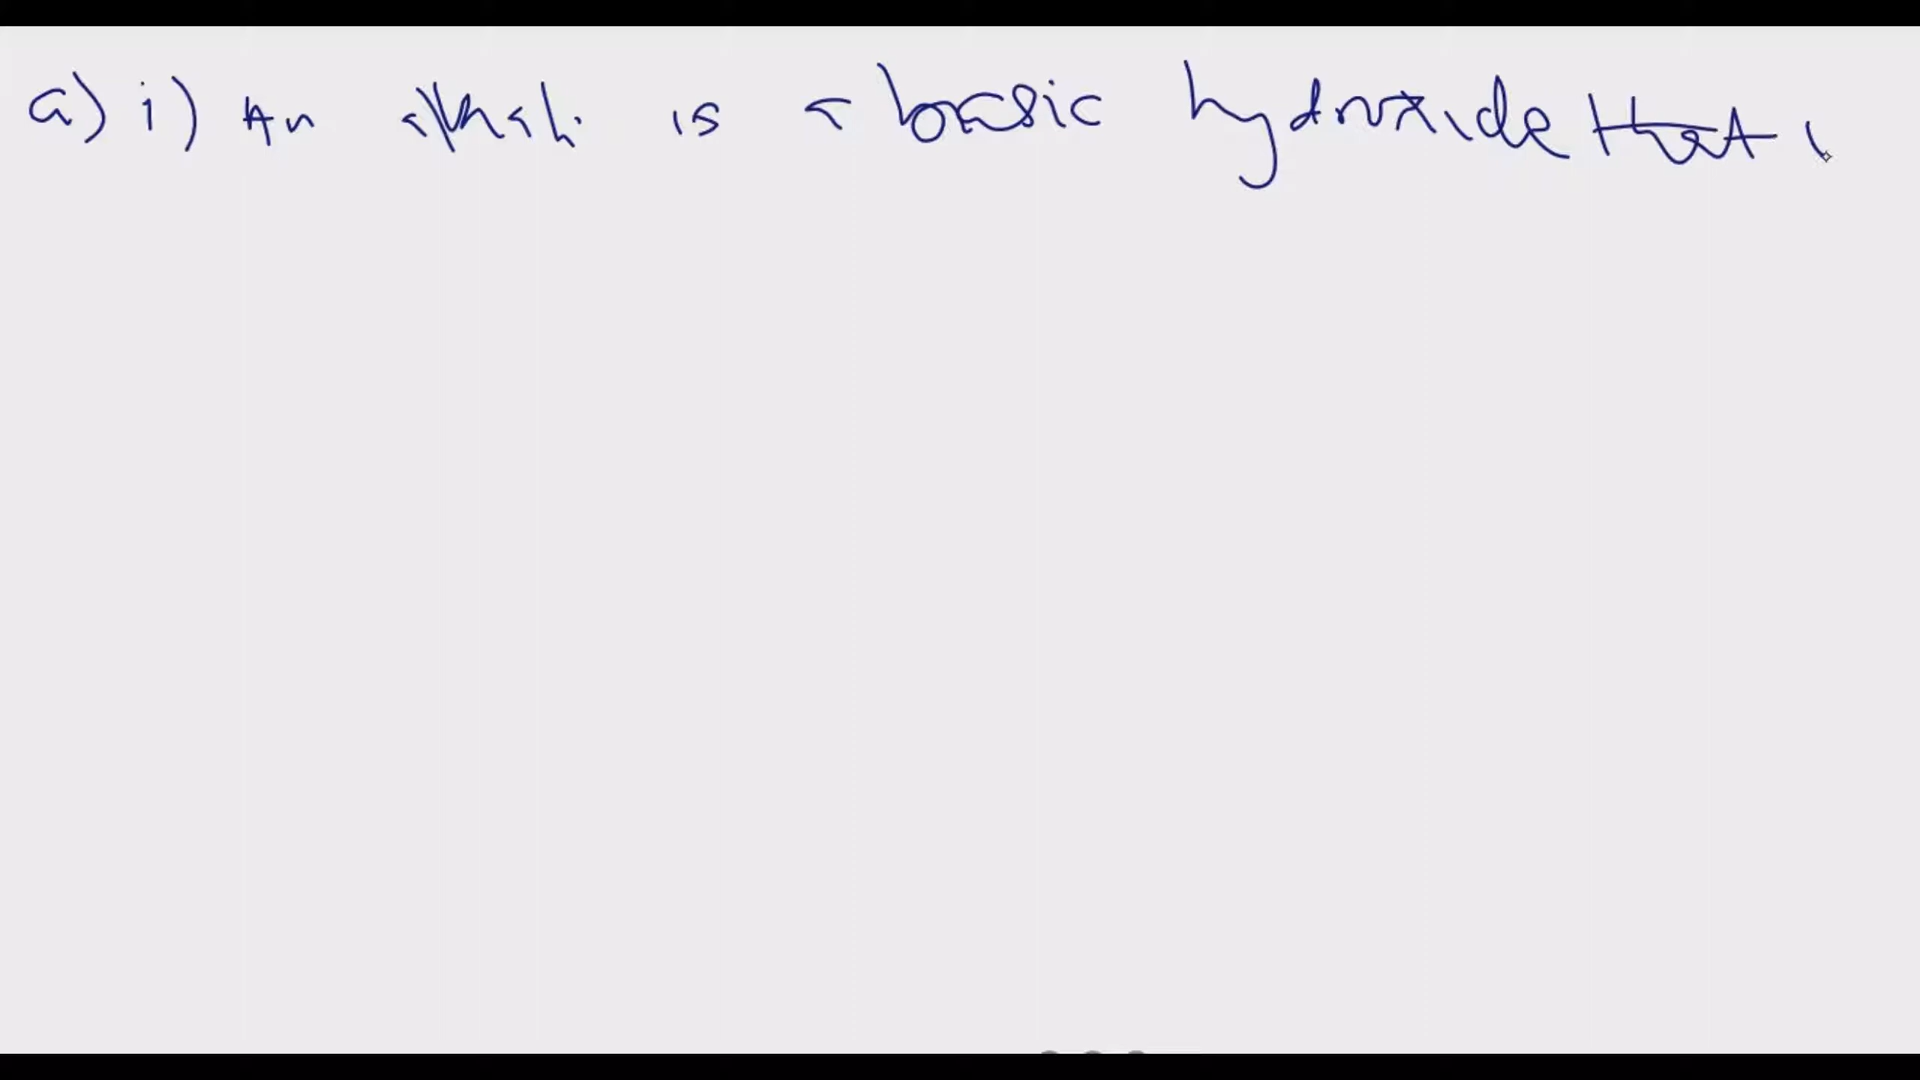 a) i) An alkali is a basic hydroxide that